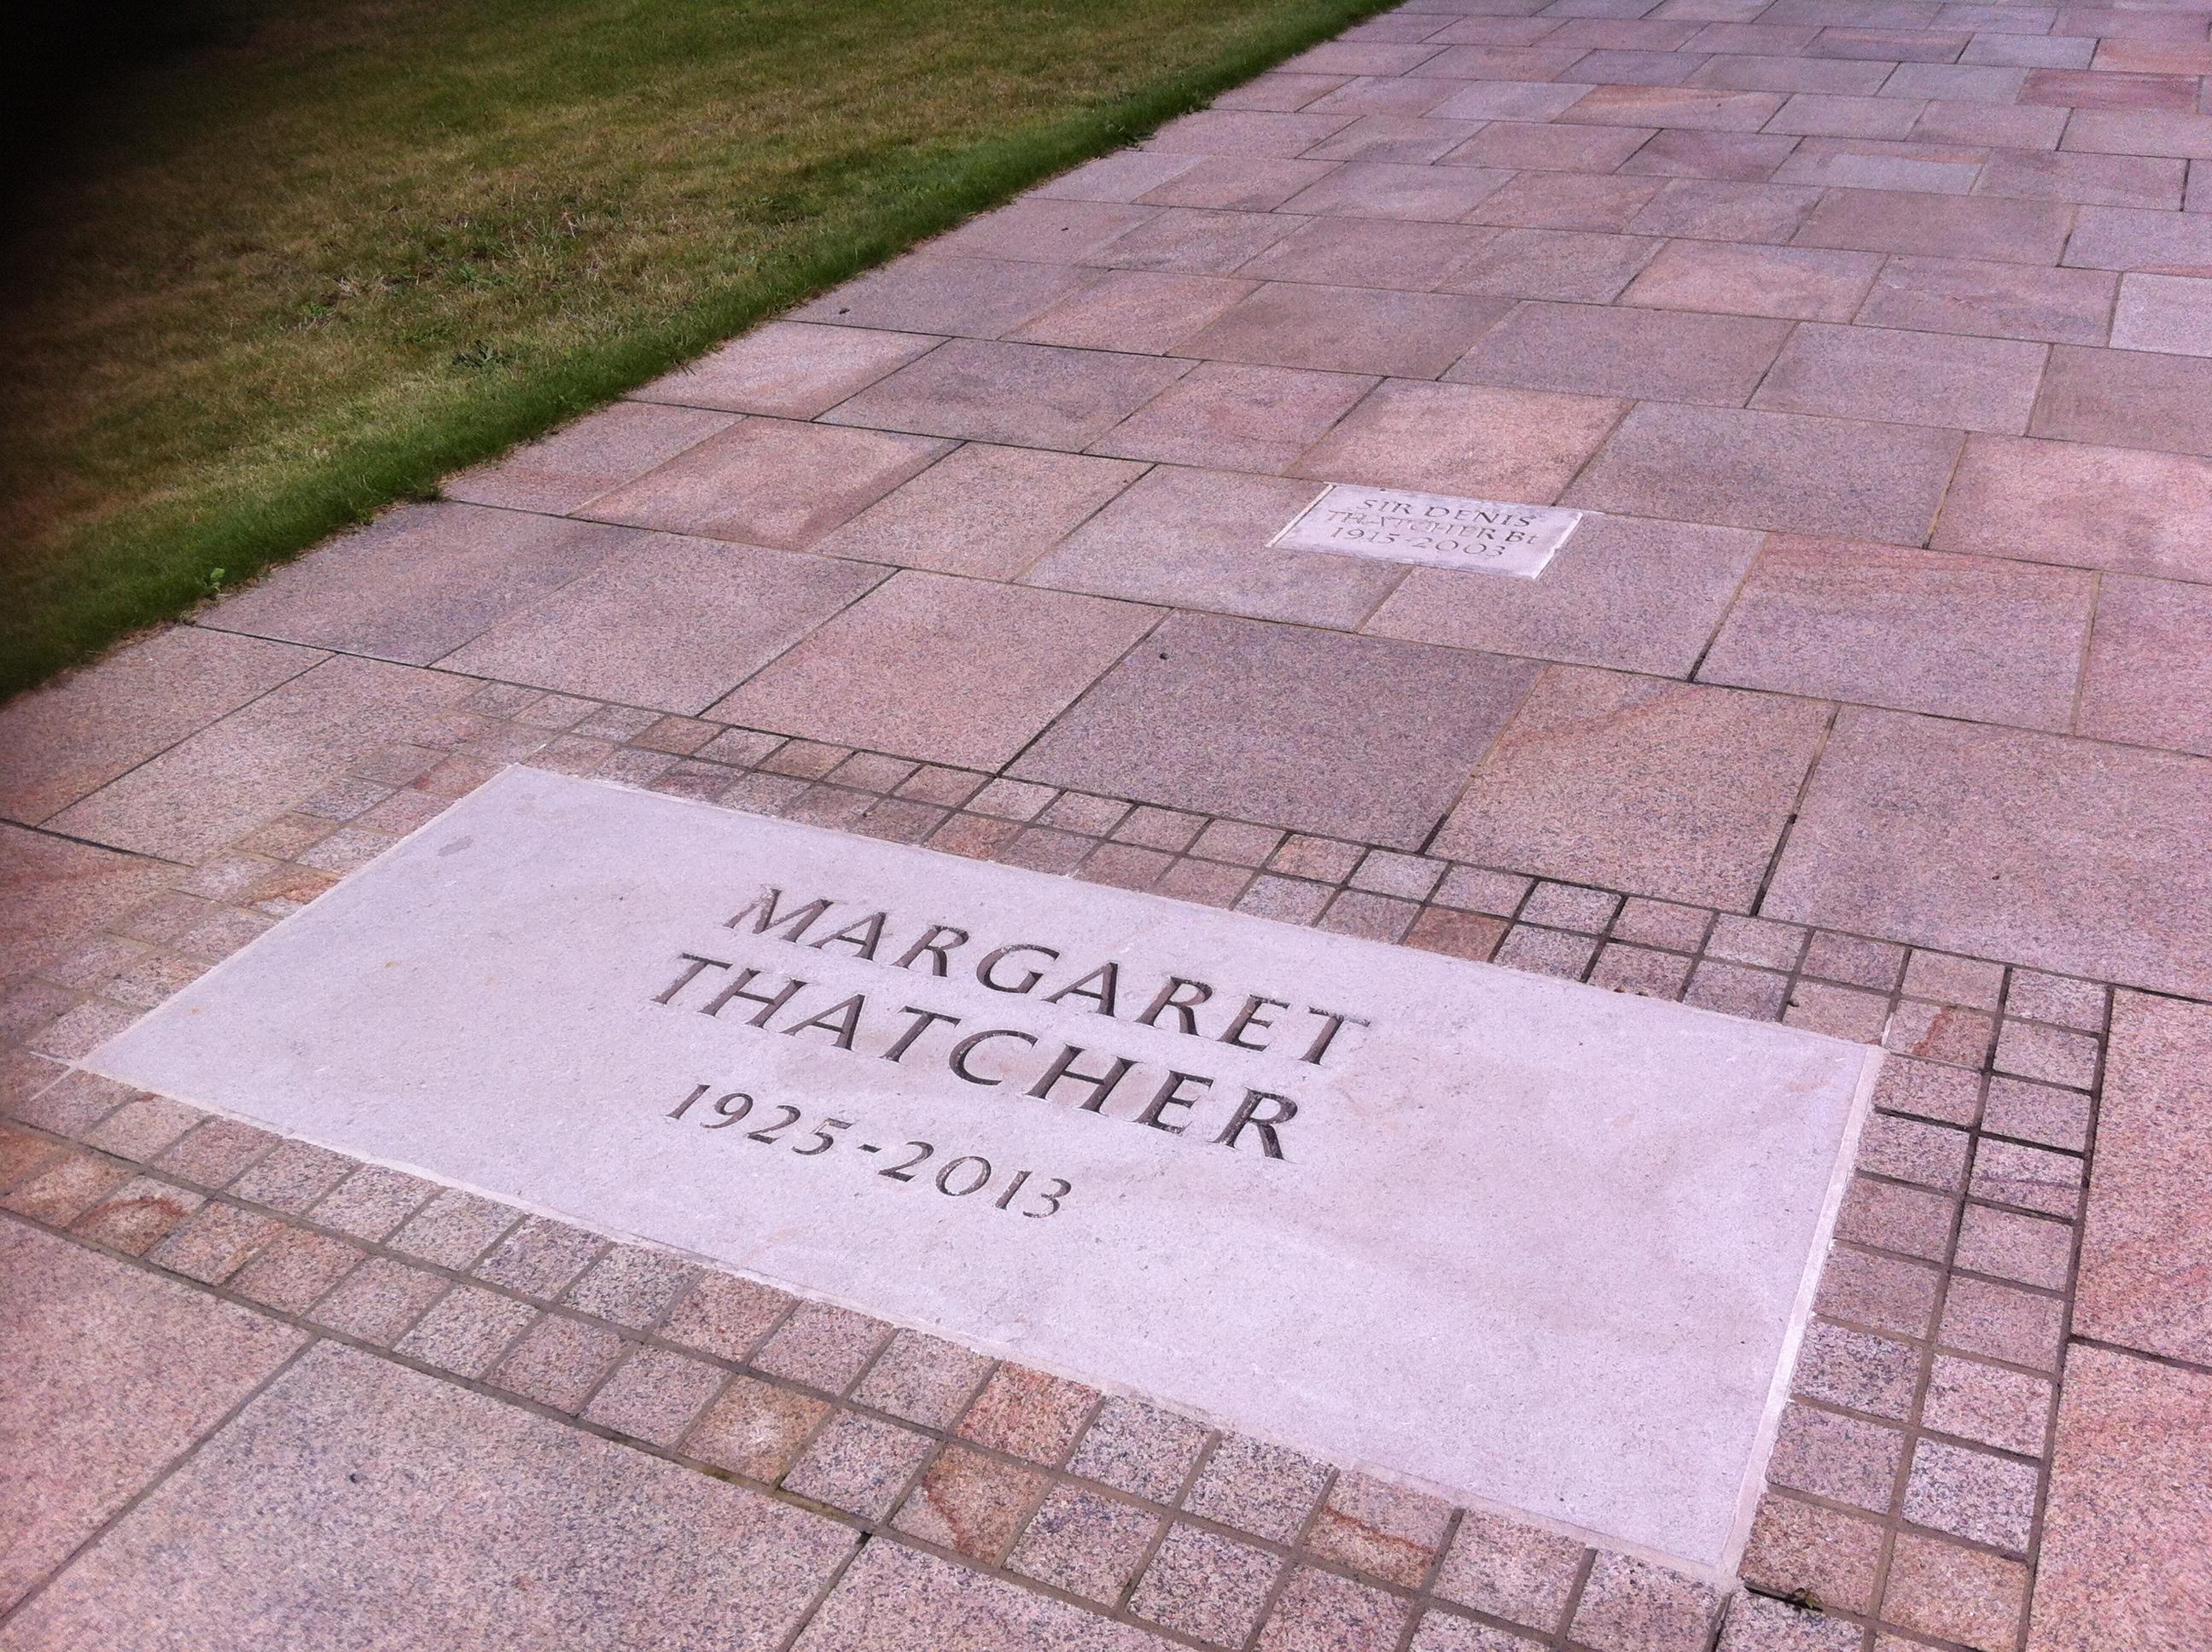 SIR DENIS
THATCHER Bt
1915-2003
MARGARET
THATCHER
1925-2013